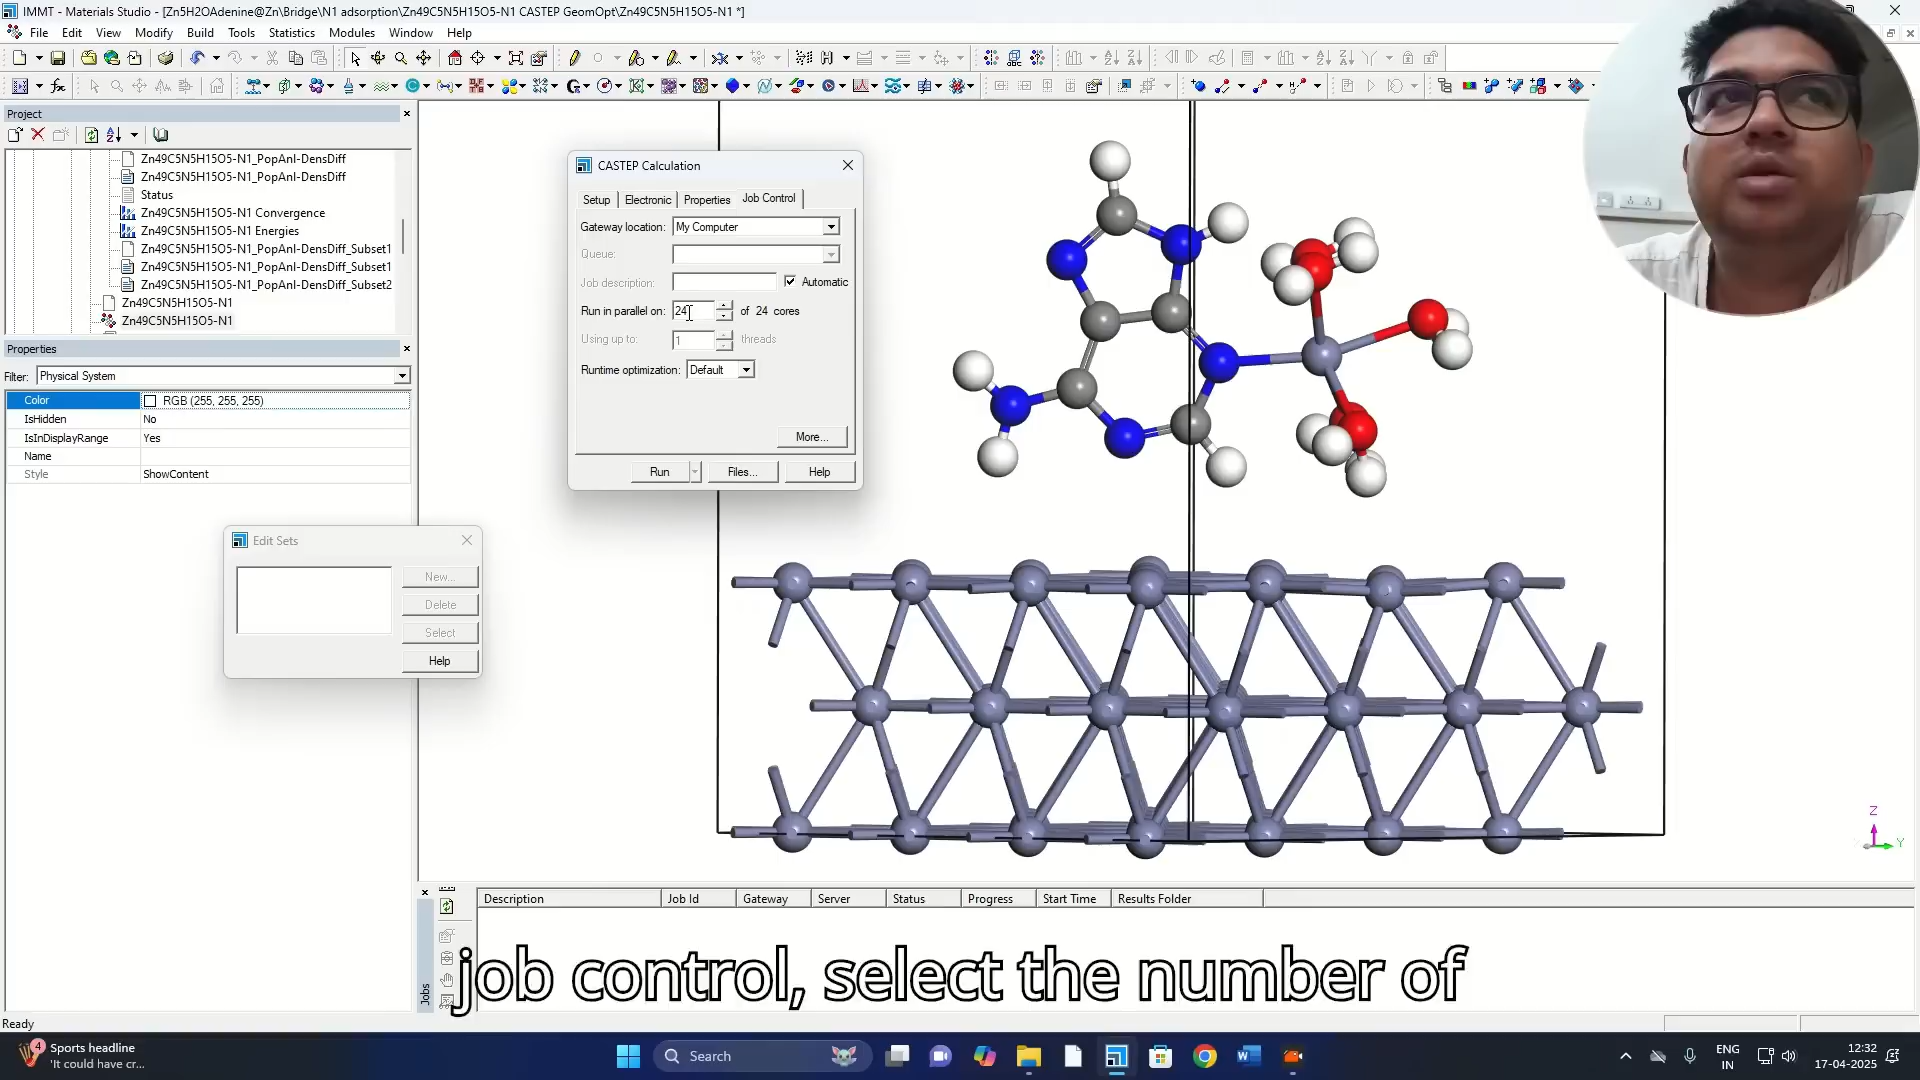 IMMT - Materials Studio - [Zn5H2OAdenine@Zn\Bridge\N1 adsorption\Zn49C5N5H15O5-N1 CASTEP GeomOpt\Zn49C5N5H15O5-N1 *]
File Edit View Modify Build Tools Statistics Modules Window Help
Project
Zn49C5N5H15O5-N1_PopAnl-DensDiff
Zn49C5N5H15O5-N1_PopAnl-DensDiff
Status
Zn49C5N5H15O5-N1 Convergence
Zn49C5N5H15O5-N1 Energies
Zn49C5N5H15O5-N1_PopAnl-DensDiff_Subset1
Zn49C5N5H15O5-N1_PopAnl-DensDiff_Subset1
Zn49C5N5H15O5-N1_PopAnl-DensDiff_Subset2
Zn49C5N5H15O5-N1
Zn49C5N5H15O5-N1
Properties
Filter: Physical System
Color RGB (255, 255, 255)
IsHidden No
IsInDisplayRange Yes
Name
Style ShowContent
Edit Sets
New...
Delete
Select
Help
CASTEP Calculation
Setup Electronic Properties Job Control
Gateway location: My Computer
Queue:
Job description: Automatic
Run in parallel on: 24 of 24 cores
Using up to: 1 threads
Runtime optimization: Default
More...
Run Files... Help
Z
Y
Jobs
Description Job Id Gateway Server Status Progress Start Time Results Folder
job control, select the number of
Ready
4
Sports headline
'It could have cr...
Search
ENG
IN
12:32
17-04-2025